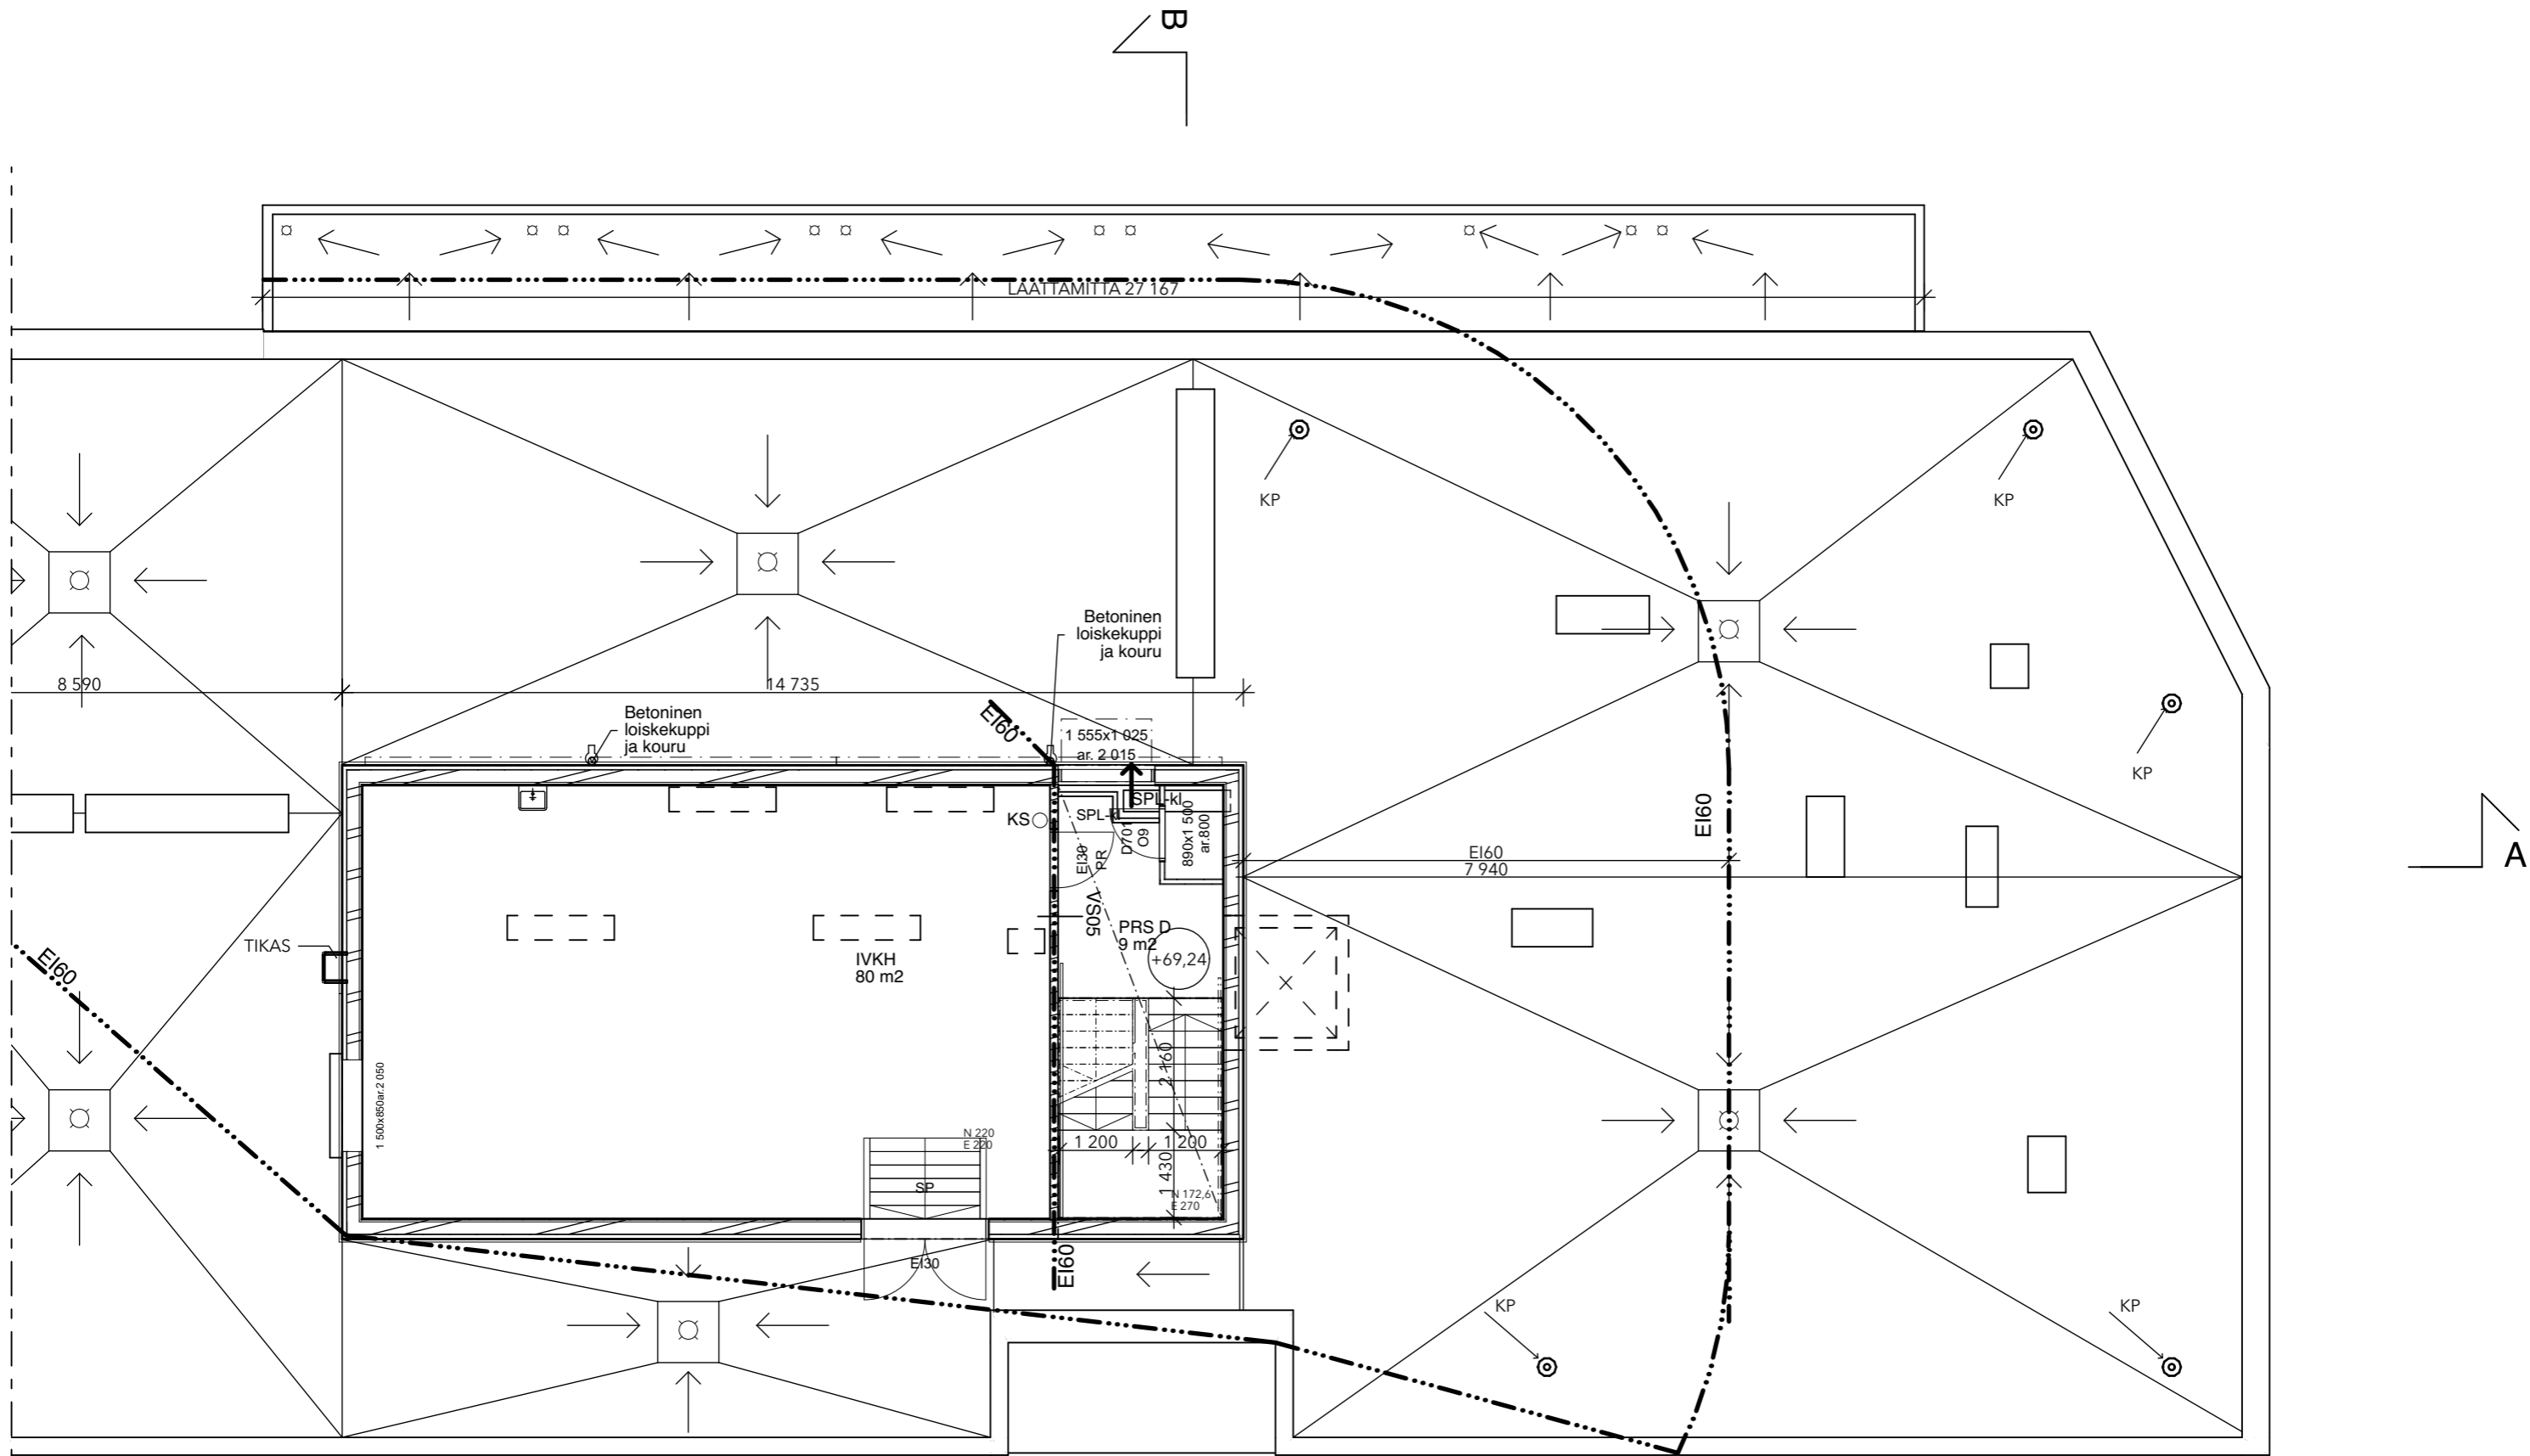 B
LAATTAMITTA 27 167
KP
KP
Betoninen
loiskekuppi
ja kouru
8 590
14 735
Betoninen
loiskekuppi
ja kouru
EI60
1 555x1 025
ar. 2 015
KP
SPL-kl
SPL-kl
KS
D701
O9
890x1 500
ar.800
EI30
PR
EI60
EI60
7 940
A
VS05
PRS D
9 m2
+69,24
TIKAS
EI60
IVKH
80 m2
1 500x850ar.2 050
2 160
N 220
E 220
1 200
1 200
1 430
SP
N 172,6
E 270
EI30
EI60
KP
KP